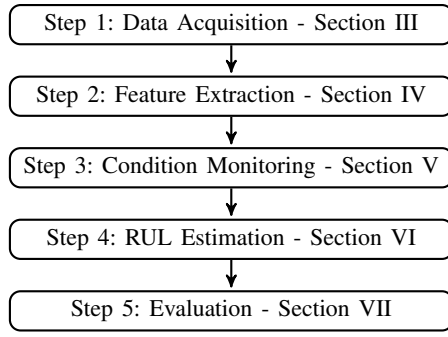 Step 1: Data Acquisition - Section III
Step 2: Feature Extraction - Section IV
Step 3: Condition Monitoring - Section V
Step 4: RUL Estimation - Section VI
Step 5: Evaluation - Section VII